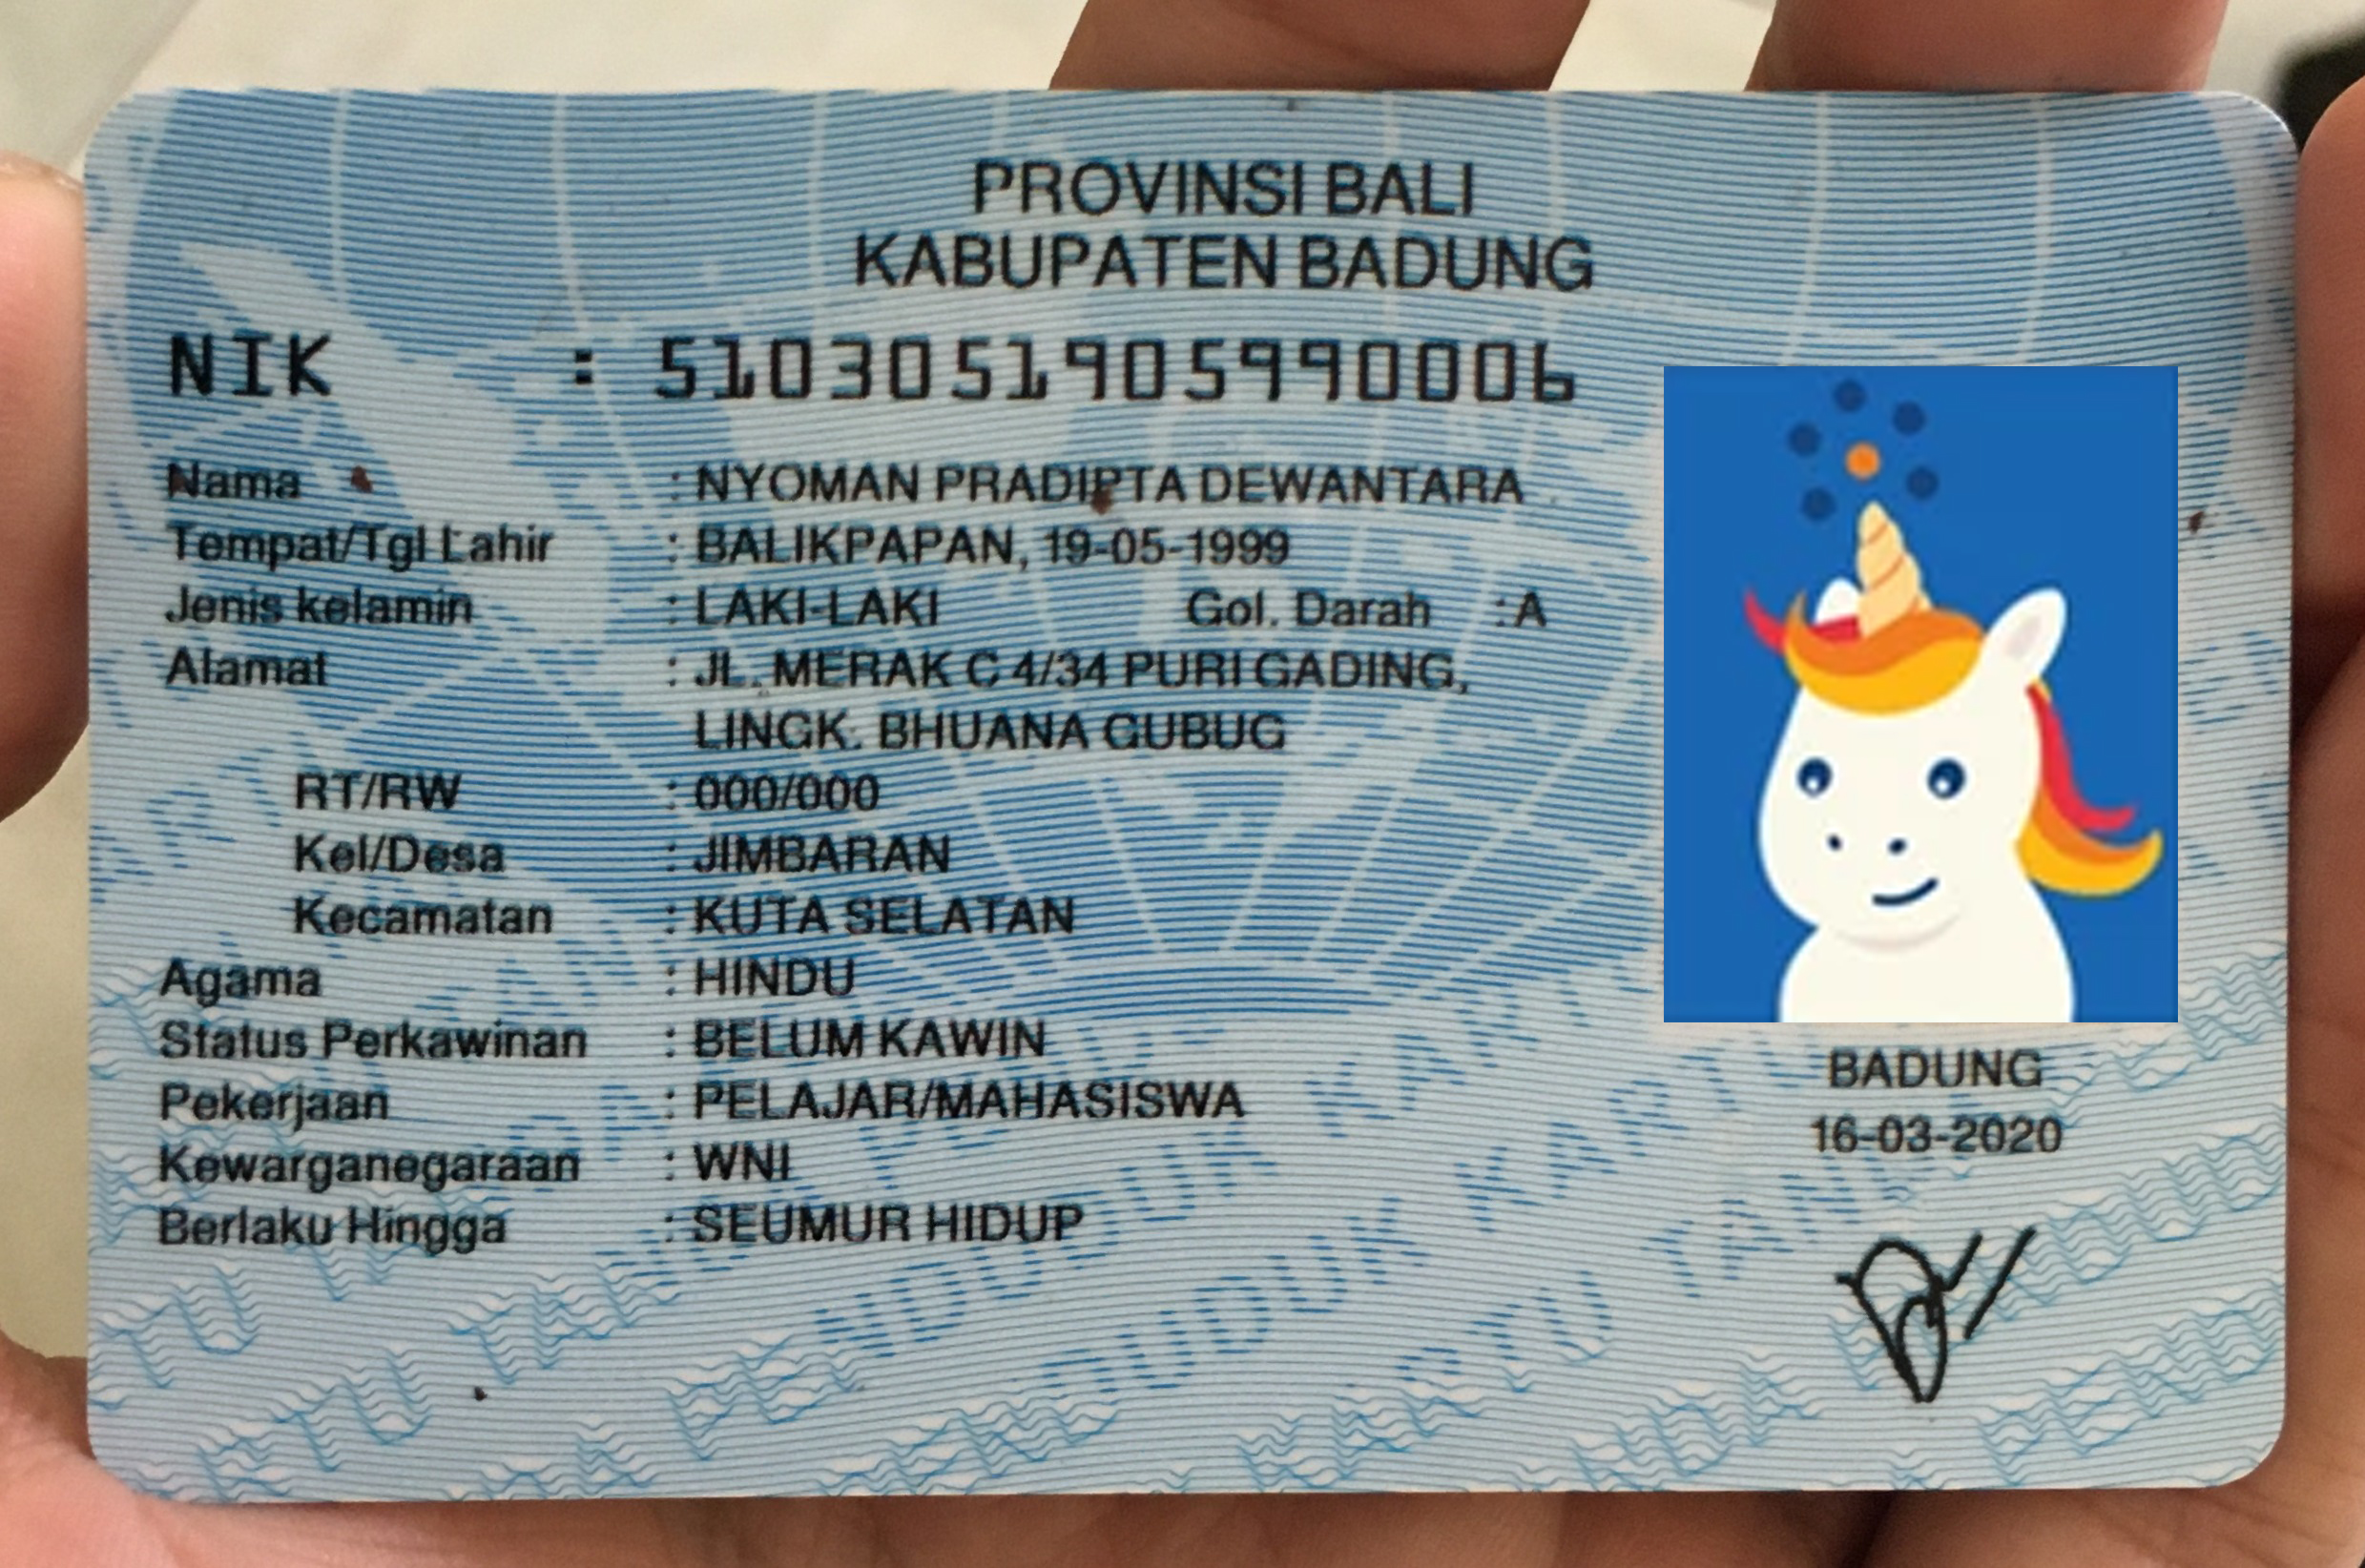 PROVINSI BALI
KABUPATEN BADUNG
NIK : 5103051905990006
Nama : NYOMAN PRADIPTA DEWANTARA
Tempat/Tgl Lahir : BALIKPAPAN, 19-05-1999
Jenis kelamin : LAKI-LAKI Gol. Darah : A
Alamat : JL. MERAK C 4/34 PURI GADING,
LINGK. BHUANA GUBUG
RT/RW : 000/000
Kel/Desa : JIMBARAN
Kecamatan : KUTA SELATAN
Agama : HINDU
Status Perkawinan : BELUM KAWIN
Pekerjaan : PELAJAR/MAHASISWA
Kewarganegaraan : WNI
Berlaku Hingga : SEUMUR HIDUP
BADUNG
16-03-2020